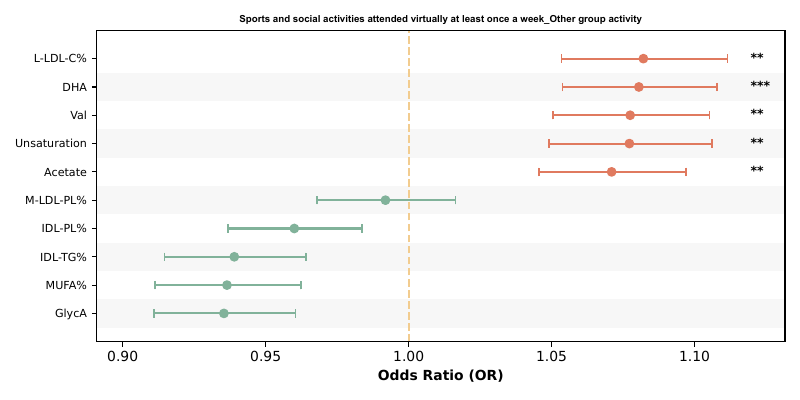 Sports and social activities attended virtually at least once a week_Other group activity
L-LDL-C% **
DHA ***
Val **
Unsaturation **
Acetate **
M-LDL-PL%
IDL-PL%
IDL-TG%
MUFA%
GlycA
0.90 0.95 1.00 1.05 1.10
Odds Ratio (OR)